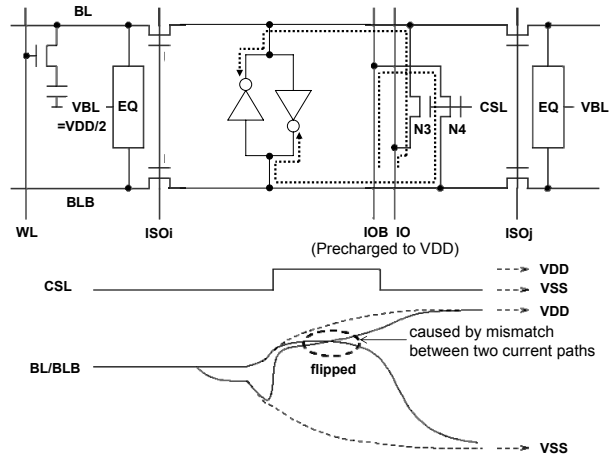 BL
VBL
=VDD/2
EQ
N3
N4
CSL
EQ
VBL
BLB
WL
ISOi
IOB
IO
ISOj
(Precharged to VDD)
CSL
VDD
VSS
VDD
caused by mismatch
between two current paths
BL/BLB
flipped
VSS